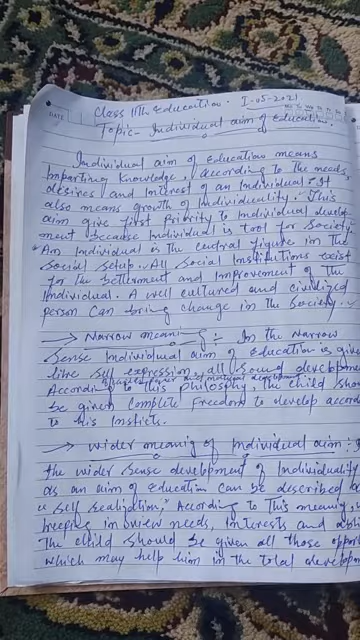 DATE
Class 11th Education. 1-05-2021
Topic- Individual aim of Education.
Individual aim of Education means
Imparting Knowledge, according to the needs,
desires and Interest of an Individual. It
also means growth of Individuality. This
aim give first Priority to Individual develop-
ment because Individual is tool for Society.
* An Individual is the central figure in the
Social Setup. All Social Institutions exist
for the betterment and Improvement of the
Individual. A well cultured and civilized
person can bring change in the Society.
→ Narrow meaning :- In the Narrow
Sense Individual aim of Education is given
like Self expression, all Sound developmen
According to This Philosophy. The child Shou
be given Complete Freedom to develop accord
to his Instincts.
→ Wider meaning of Individual aim :
the wider Sense development of Individuality
as an aim of Education can be described
a self realization, According to This meaning,
keeping in view needs, Interests and
The child Should be given all those oppor
which may help him in the total develop